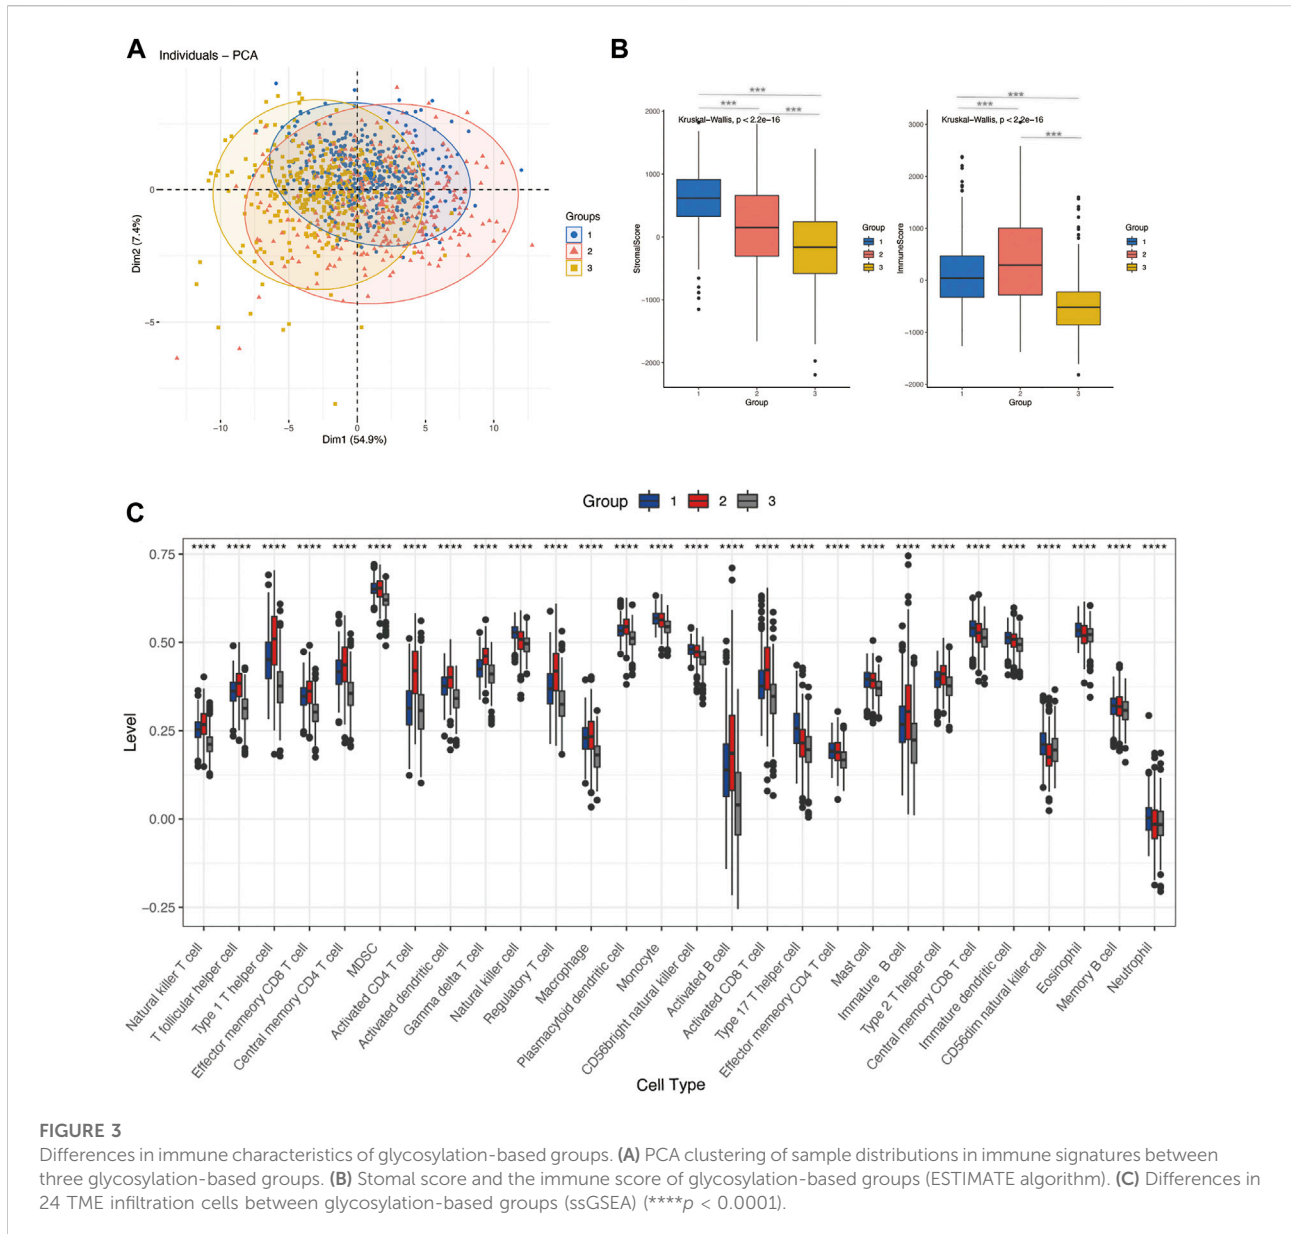 A
Individuals – PCA
0
−5
−10
−5
0
5
10
Dim2 (7.4%)
Dim1 (54.9%)
Groups
1
2
3
B
***
***
***
Kruskal−Wallis, p < 2.2e−16
2000
1000
0
−1000
−2000
StromalScore
1
2
3
Group
Group
1
2
3
***
***
***
Kruskal−Wallis, p < 2.2e−16
3000
2000
1000
0
−1000
−2000
ImmuneScore
1
2
3
Group
Group
1
2
3
C
Group 1 2 3
**** **** **** **** **** **** **** **** **** **** **** **** **** **** **** **** **** **** **** **** **** **** **** **** **** **** **** ****
0.75
0.50
0.25
0.00
−0.25
Level
Natural killer T cell
T follicular helper cell
Type 1 T helper cell
Effector memeory CD8 T cell
Central memory CD4 T cell
MDSC
Activated CD4 T cell
Activated dendritic cell
Gamma delta T cell
Natural killer cell
Regulatory T cell
Macrophage
Plasmacytoid dendritic cell
Monocyte
CD56bright natural killer cell
Activated B cell
Activated CD8 T cell
Type 17 T helper cell
Effector memeory CD4 T cell
Mast cell
Immature B cell
Type 2 T helper cell
Central memory CD8 T cell
Immature dendritic cell
CD56dim natural killer cell
Eosinophil
Memory B cell
Neutrophil
Cell Type
FIGURE 3
Differences in immune characteristics of glycosylation-based groups. (A) PCA clustering of sample distributions in immune signatures between
three glycosylation-based groups. (B) Stomal score and the immune score of glycosylation-based groups (ESTIMATE algorithm). (C) Differences in
24 TME infiltration cells between glycosylation-based groups (ssGSEA) (****p < 0.0001).